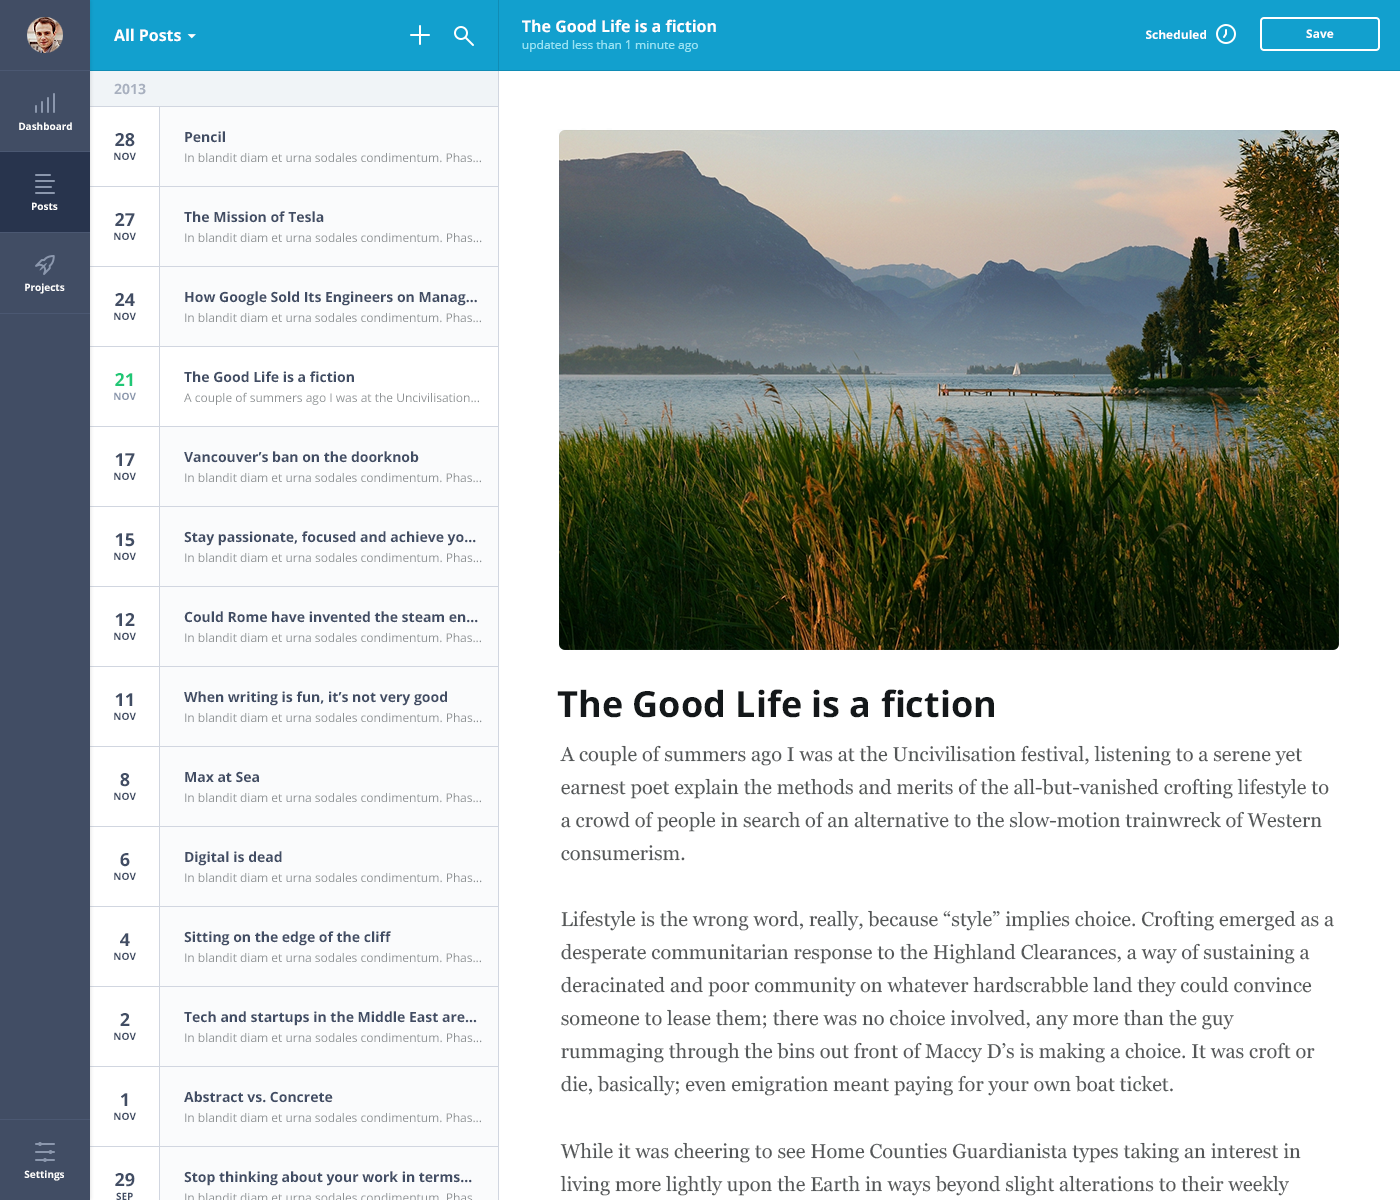 All Posts
The Good Life is a fiction
updated less than 1 minute ago
Scheduled
Save
Dashboard
Posts
Projects
Settings
2013
28
NOV
Pencil
In blandit diam et urna sodales condimentum. Phas...
27
NOV
The Mission of Tesla
In blandit diam et urna sodales condimentum. Phas...
24
NOV
How Google Sold Its Engineers on Manag...
In blandit diam et urna sodales condimentum. Phas...
21
NOV
The Good Life is a fiction
A couple of summers ago I was at the Uncivilisation...
17
NOV
Vancouver’s ban on the doorknob
In blandit diam et urna sodales condimentum. Phas...
15
NOV
Stay passionate, focused and achieve yo...
In blandit diam et urna sodales condimentum. Phas...
12
NOV
Could Rome have invented the steam en...
In blandit diam et urna sodales condimentum. Phas...
11
NOV
When writing is fun, it’s not very good
In blandit diam et urna sodales condimentum. Phas...
8
NOV
Max at Sea
In blandit diam et urna sodales condimentum. Phas...
6
NOV
Digital is dead
In blandit diam et urna sodales condimentum. Phas...
4
NOV
Sitting on the edge of the cliff
In blandit diam et urna sodales condimentum. Phas...
2
NOV
Tech and startups in the Middle East are...
In blandit diam et urna sodales condimentum. Phas...
1
NOV
Abstract vs. Concrete
In blandit diam et urna sodales condimentum. Phas...
29
SEP
Stop thinking about your work in terms...
In blandit diam et urna sodales condimentum. Phas...
The Good Life is a fiction
A couple of summers ago I was at the Uncivilisation festival, listening to a serene yet
earnest poet explain the methods and merits of the all-but-vanished crofting lifestyle to
a crowd of people in search of an alternative to the slow-motion trainwreck of Western
consumerism.
Lifestyle is the wrong word, really, because “style” implies choice. Crofting emerged as a
desperate communitarian response to the Highland Clearances, a way of sustaining a
deracinated and poor community on whatever hardscrabble land they could convince
someone to lease them; there was no choice involved, any more than the guy
rummaging through the bins out front of Maccy D’s is making a choice. It was croft or
die, basically; even emigration meant paying for your own boat ticket.
While it was cheering to see Home Counties Guardianista types taking an interest in
living more lightly upon the Earth in ways beyond slight alterations to their weekly